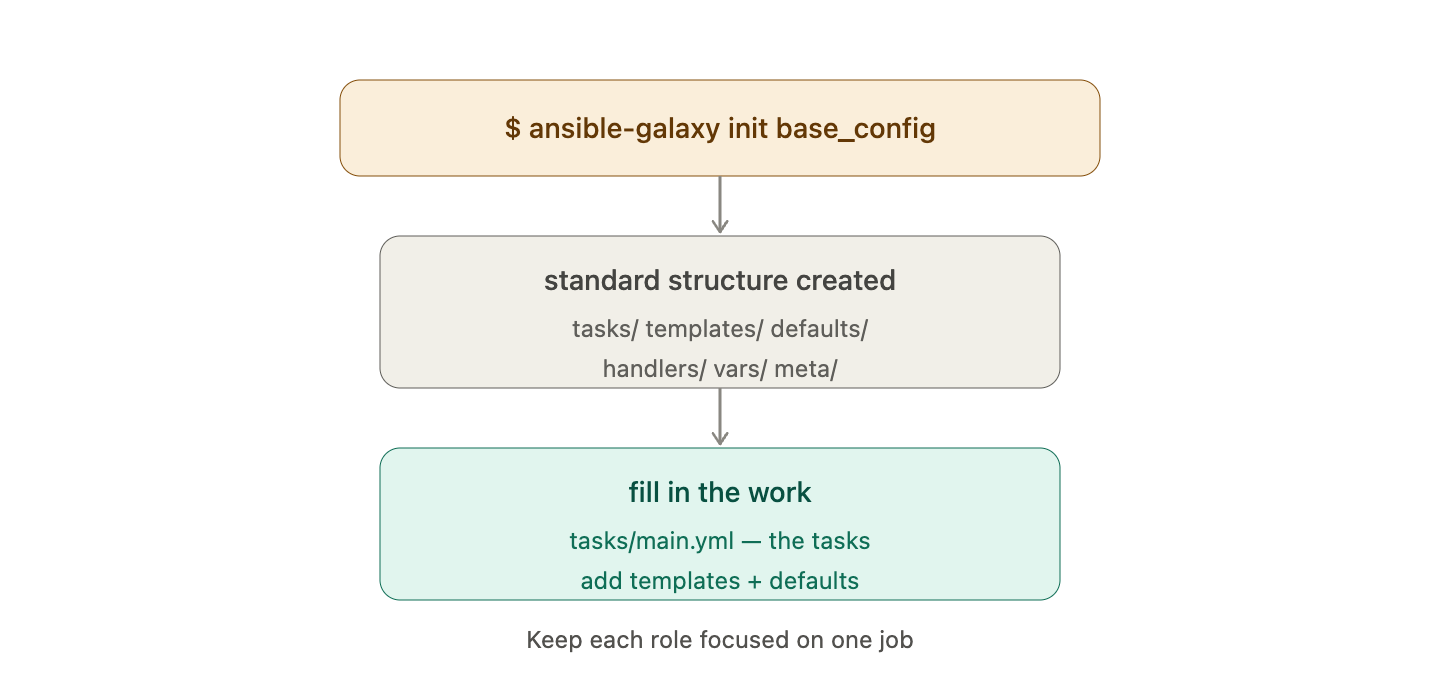 $ ansible-galaxy init base_config
standard structure created
tasks/ templates/ defaults/
handlers/ vars/ meta/
fill in the work
tasks/main.yml — the tasks
add templates + defaults
Keep each role focused on one job